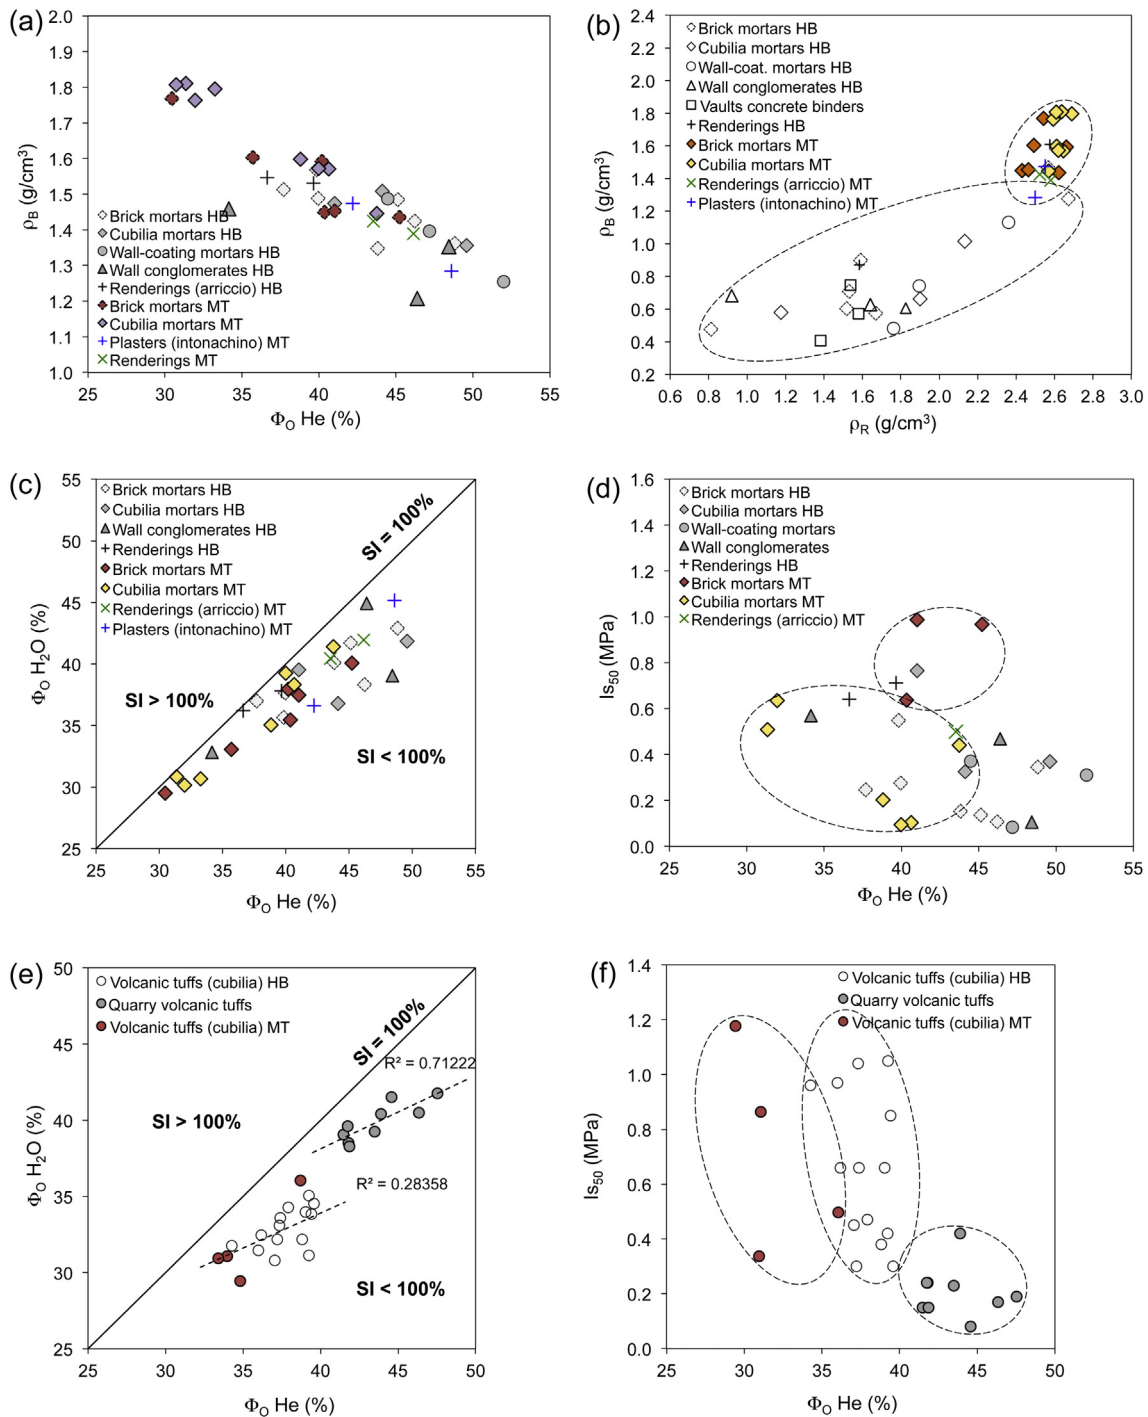 (a)
2.0
1.9
1.8
1.7
1.6
1.5
1.4
1.3
1.2
1.1
1.0
ρB (g/cm³)
Brick mortars HB
Cubilia mortars HB
Wall-coating mortars HB
Wall conglomerates HB
Renderings (arriccio) HB
Brick mortars MT
Cubilia mortars MT
Plasters (intonachino) MT
Renderings MT
25 30 35 40 45 50 55
ΦO He (%)
(b)
2.4
2.2
2.0
1.8
1.6
1.4
1.2
1.0
0.8
0.6
0.4
0.2
ρB (g/cm³)
Brick mortars HB
Cubilia mortars HB
Wall-coat. mortars HB
Wall conglomerates HB
Vaults concrete binders
Renderings HB
Brick mortars MT
Cubilia mortars MT
Renderings (arriccio) MT
Plasters (intonachino) MT
0.6 0.8 1.0 1.2 1.4 1.6 1.8 2.0 2.2 2.4 2.6 2.8 3.0
ρR (g/cm³)
(c)
55
50
45
40
35
30
25
ΦO H2O (%)
Brick mortars HB
Cubilia mortars HB
Wall conglomerates HB
Renderings HB
Brick mortars MT
Cubilia mortars MT
Renderings (arriccio) MT
Plasters (intonachino) MT
SI = 100%
SI > 100%
SI < 100%
25 30 35 40 45 50 55
ΦO He (%)
(d)
1.6
1.4
1.2
1.0
0.8
0.6
0.4
0.2
0.0
Is50 (MPa)
Brick mortars HB
Cubilia mortars HB
Wall-coating mortars
Wall conglomerates
Renderings HB
Brick mortars MT
Cubilia mortars MT
Renderings (arriccio) MT
25 30 35 40 45 50 55
ΦO He (%)
(e)
50
45
40
35
30
25
ΦO H2O (%)
Volcanic tuffs (cubilia) HB
Quarry volcanic tuffs
Volcanic tuffs (cubilia) MT
SI = 100%
R² = 0.71222
SI > 100%
R² = 0.28358
SI < 100%
25 30 35 40 45 50
ΦO He (%)
(f)
1.4
1.2
1.0
0.8
0.6
0.4
0.2
0.0
Is50 (MPa)
Volcanic tuffs (cubilia) HB
Quarry volcanic tuffs
Volcanic tuffs (cubilia) MT
25 30 35 40 45 50
ΦO He (%)